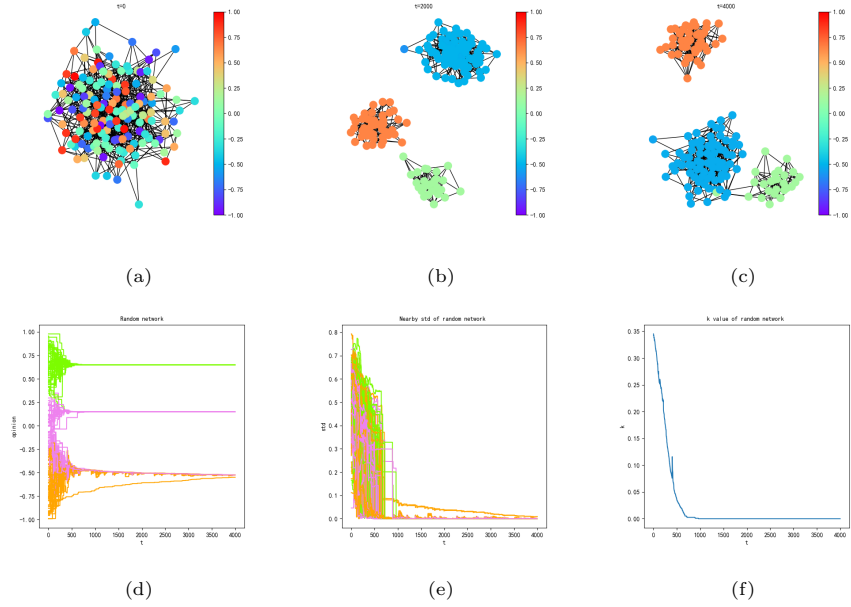 t=0
t=2000
t=4000
1.00
0.75
0.50
0.25
0.00
-0.25
-0.50
-0.75
-1.00
1.00
0.75
0.50
0.25
0.00
-0.25
-0.50
-0.75
-1.00
1.00
0.75
0.50
0.25
0.00
-0.25
-0.50
-0.75
-1.00
(a)
(b)
(c)
Random network
1.00
0.75
0.50
0.25
0.00
-0.25
-0.50
-0.75
-1.00
opinion
0 500 1000 1500 2000 2500 3000 3500 4000
t
Nearby std of random network
0.8
0.7
0.6
0.5
0.4
0.3
0.2
0.1
0.0
std
0 500 1000 1500 2000 2500 3000 3500 4000
t
k value of random network
0.35
0.30
0.25
0.20
0.15
0.10
0.05
0.00
k
0 500 1000 1500 2000 2500 3000 3500 4000
t
(d)
(e)
(f)